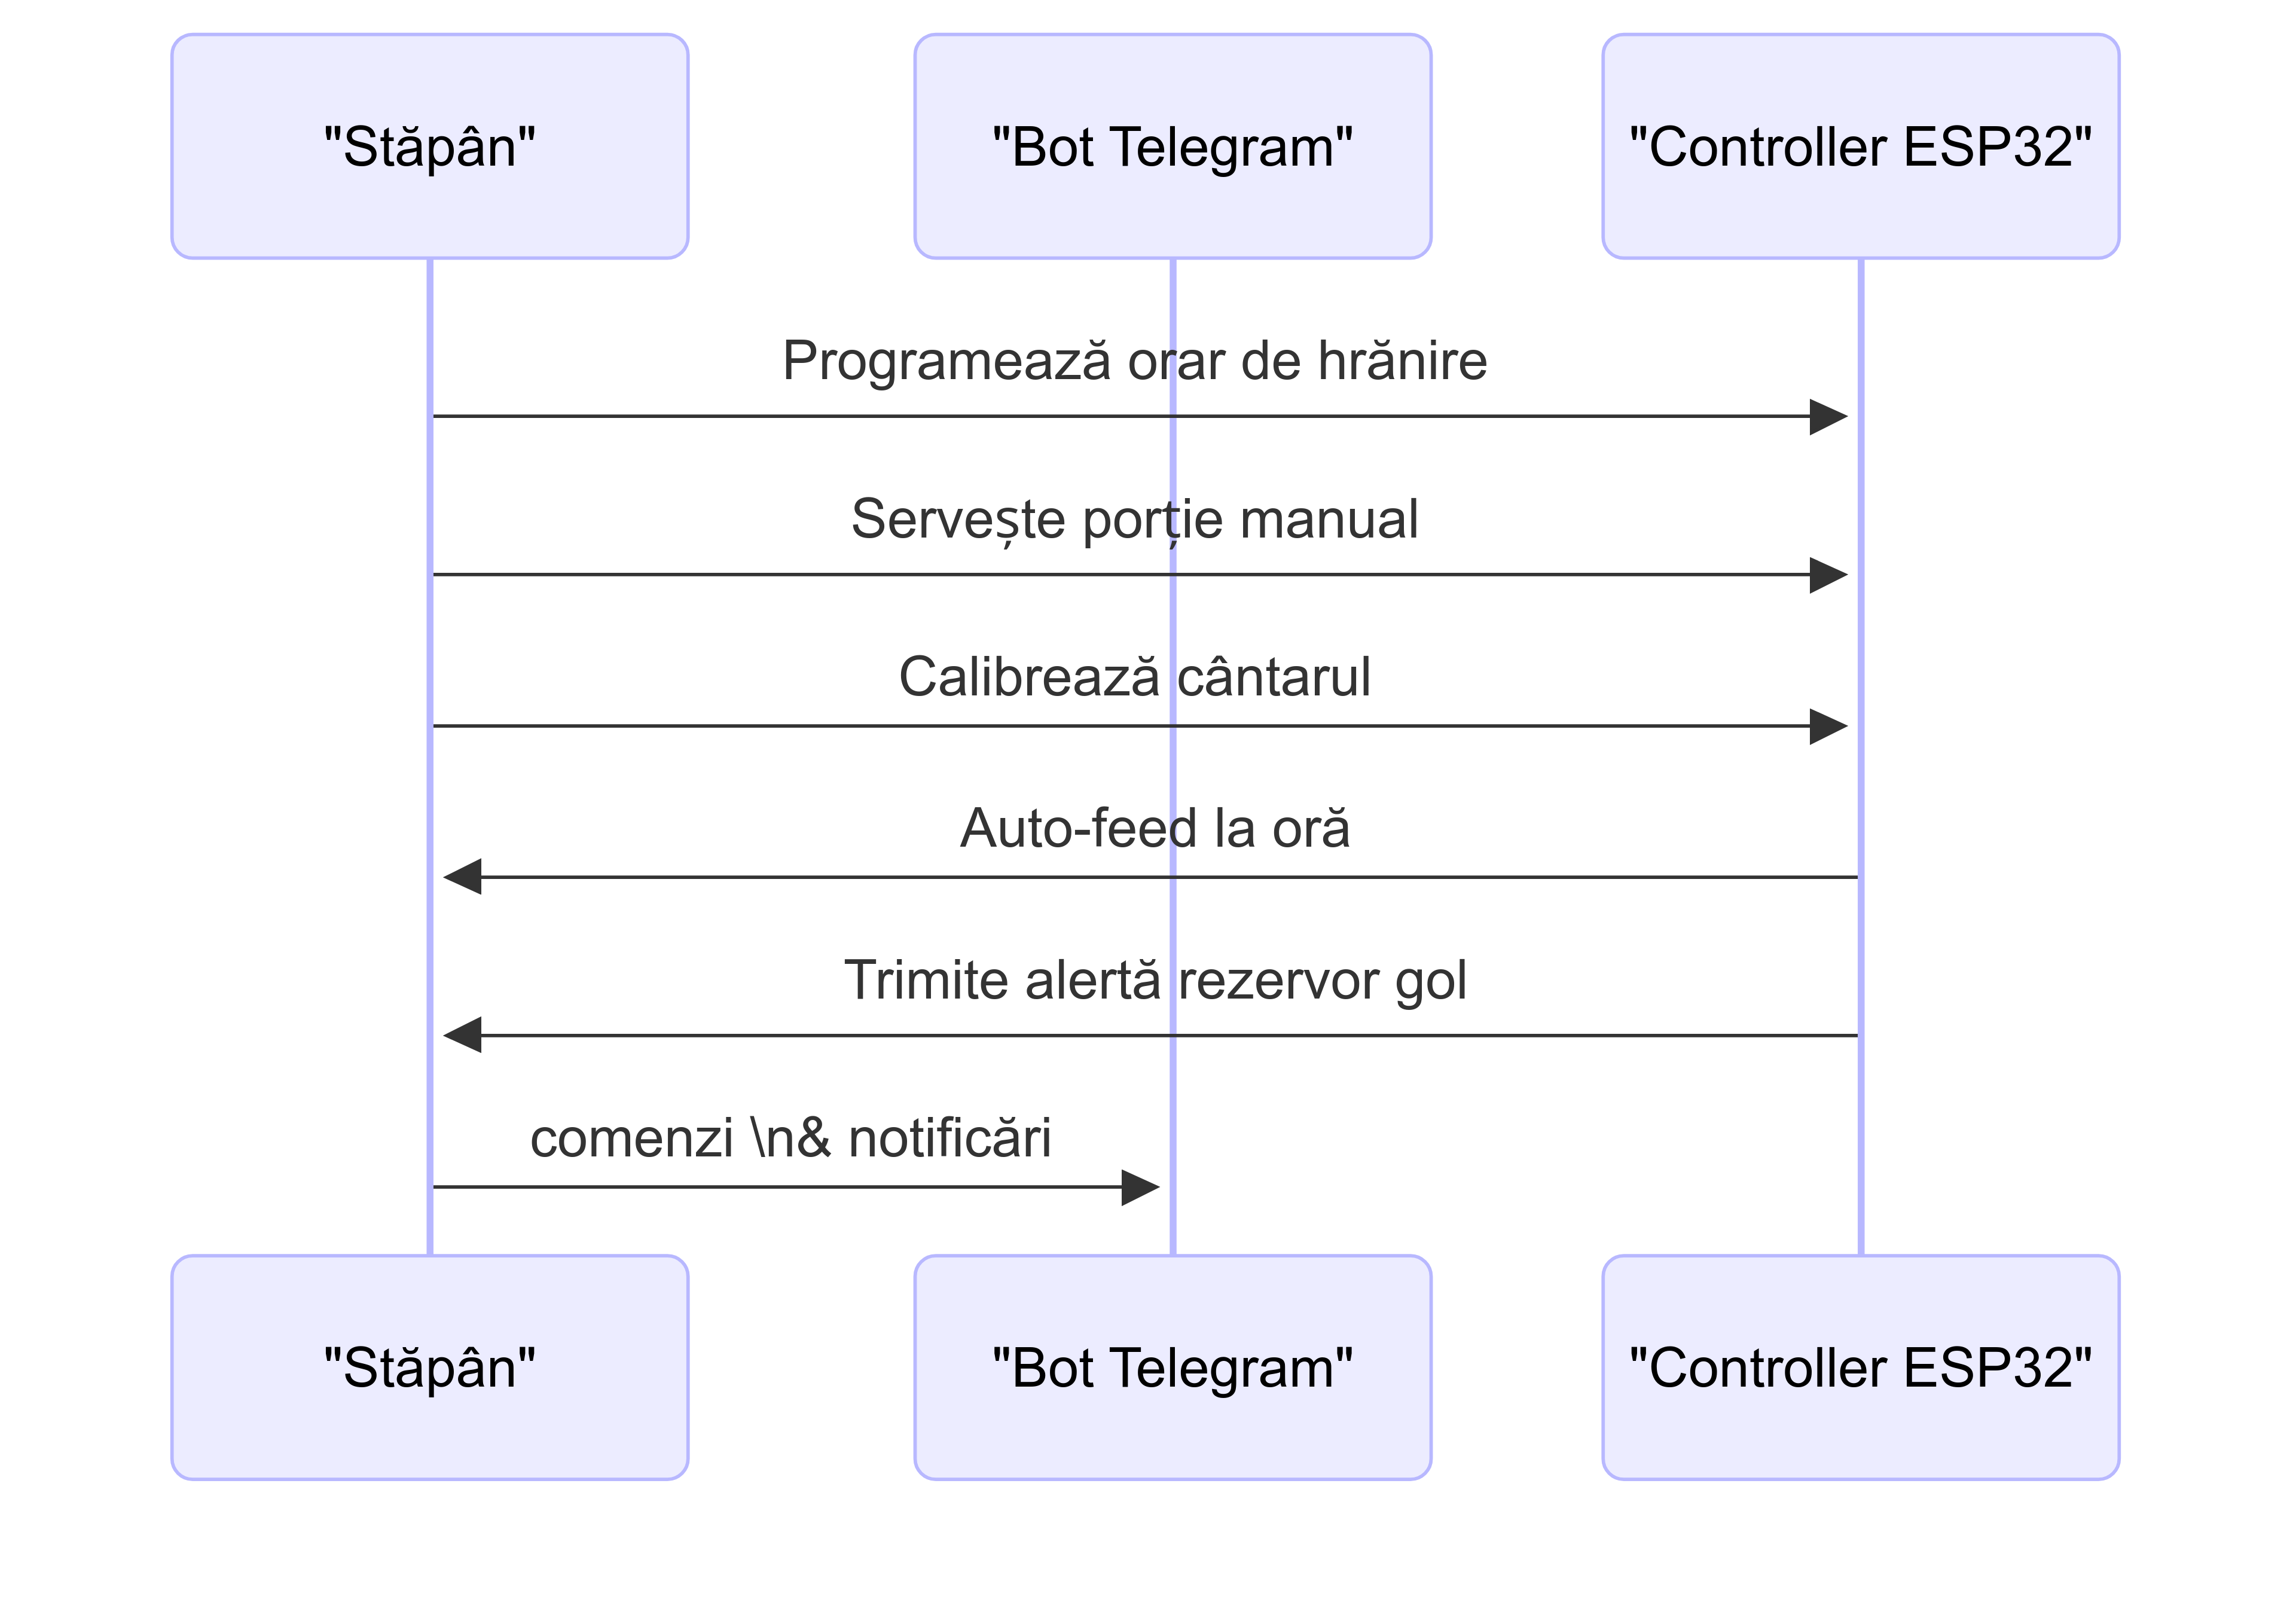 "Stăpân"
"Bot Telegram"
"Controller ESP32"
Programează orar de hrănire
Servește porție manual
Calibrează cântarul
Auto-feed la oră
Trimite alertă rezervor gol
comenzi \n& notificări
"Stăpân"
"Bot Telegram"
"Controller ESP32"